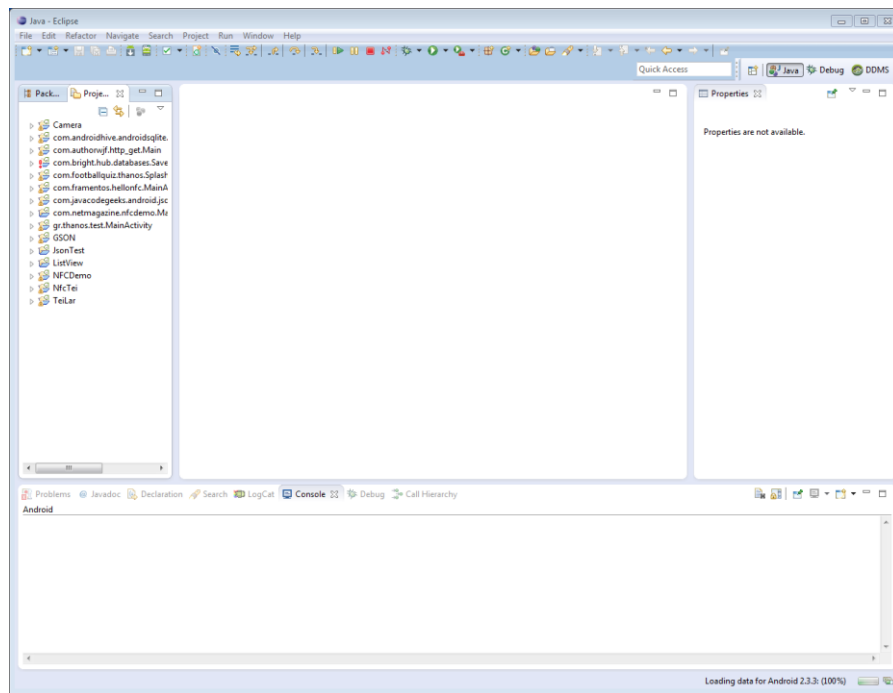 Java - Eclipse
File Edit Refactor Navigate Search Project Run Window Help
Quick Access
Java Debug DDMS
Pack... Proje...
Properties
Camera
com.androidhive.androidsqlite.
com.authorwjf.http_get.Main
com.bright.hub.databases.Save
com.footballquiz.thanos.Splash
com.framentos.hellonfc.MainA
com.javacodegeeks.android.jsc
com.netmagazine.nfcdemo.Ma
gr.thanos.test.MainActivity
GSON
JsonTest
ListView
NFCDemo
NfcTei
TeiLar
Properties are not available.
Problems Javadoc Declaration Search LogCat Console Debug Call Hierarchy
Android
Loading data for Android 2.3.3: (100%)